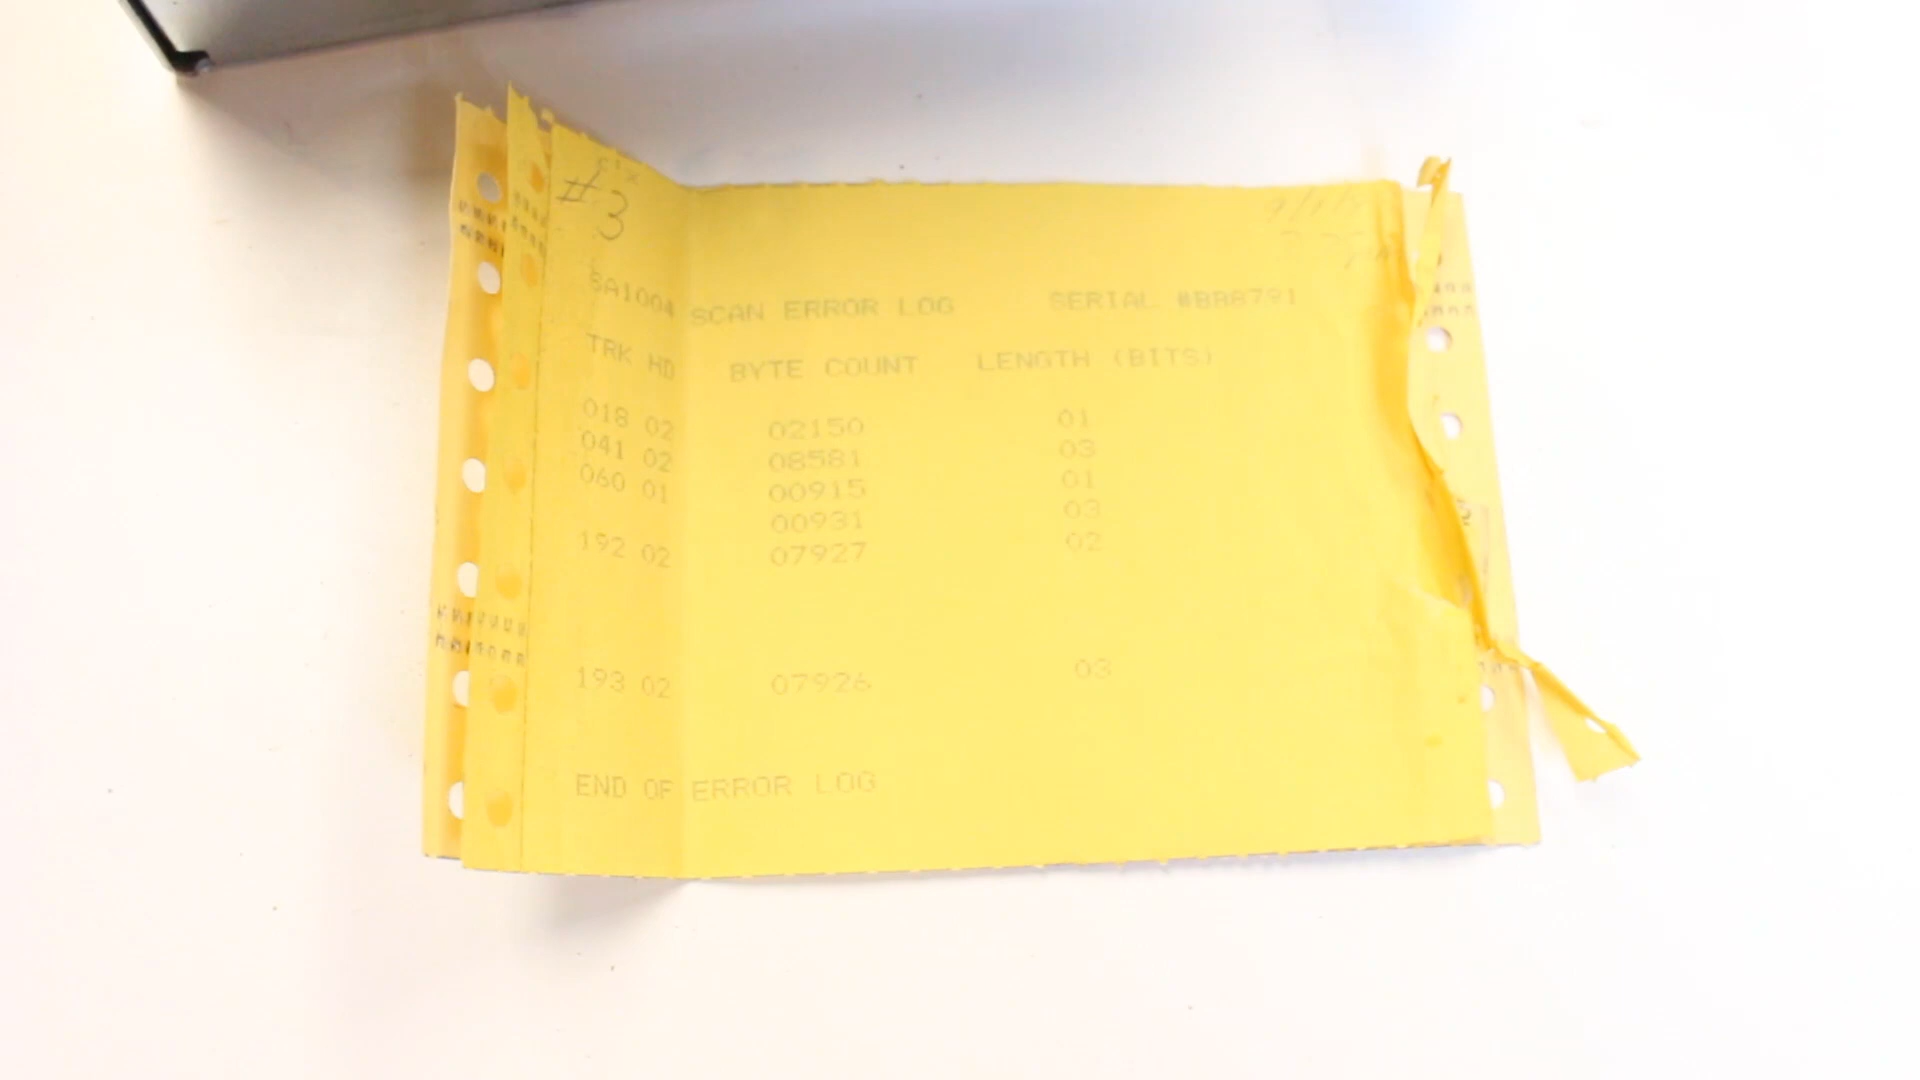 #3
SA1004 SCAN ERROR LOG SERIAL #BB8791
TRK HD BYTE COUNT LENGTH (BITS)
018 02 02150 01
041 02 08581 03
060 01 00915 01
00931 03
192 02 07927 02
193 02 07926 03
END OF ERROR LOG